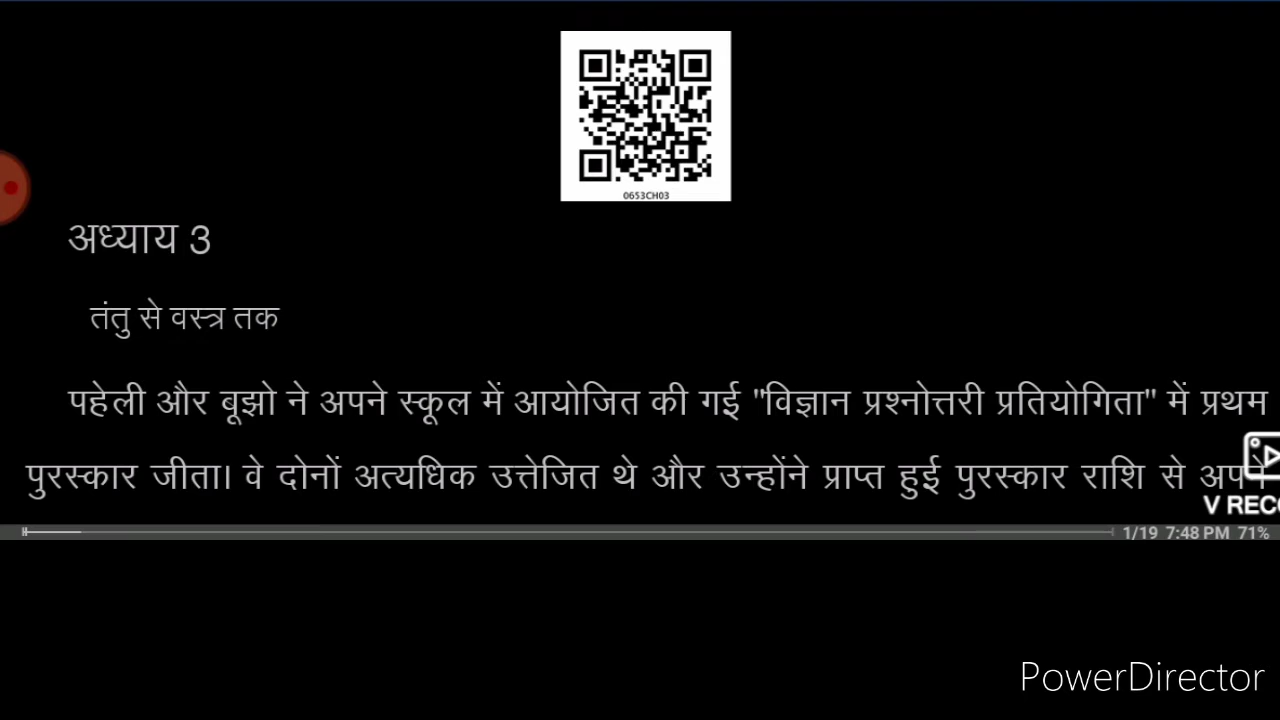 0653CH03
अध्याय 3
तंतु से वस्त्र तक
पहेली और बूझो ने अपने स्कूल में आयोजित की गई "विज्ञान प्रश्नोत्तरी प्रतियोगिता" में प्रथम
पुरस्कार जीता। वे दोनों अत्यधिक उत्तेजित थे और उन्होंने प्राप्त हुई पुरस्कार राशि से
V RECO
1/19 7:48 PM 71%
PowerDirector